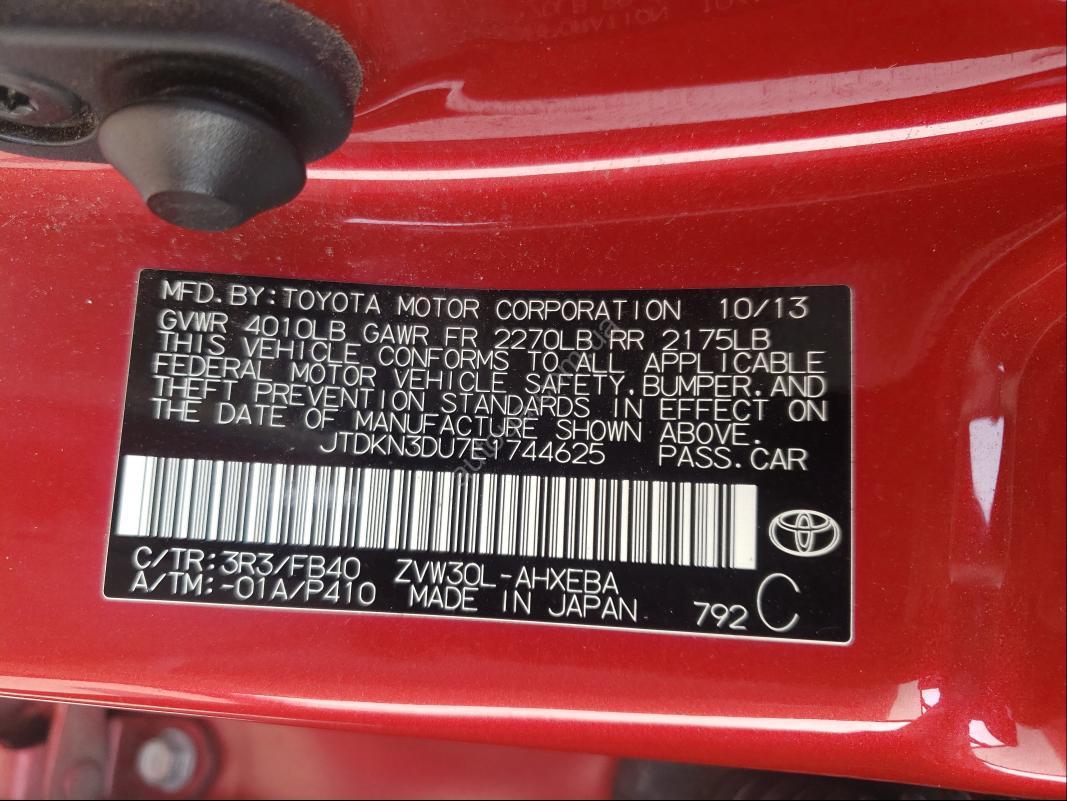 MFD.BY:TOYOTA MOTOR CORPORATION 10/13
GVWR 4010LB GAWR FR 2270LB RR 2175LB
THIS VEHICLE CONFORMS TO ALL APPLICABLE
FEDERAL MOTOR VEHICLE SAFETY,BUMPER,AND
THEFT PREVENTION STANDARDS IN EFFECT ON
THE DATE OF MANUFACTURE SHOWN ABOVE.
JTDKN3DU7E1744625 PASS.CAR
C/TR:3R3/FB40 ZVW30L-AHXEBA
A/TM:-01A/P410 MADE IN JAPAN 792 C